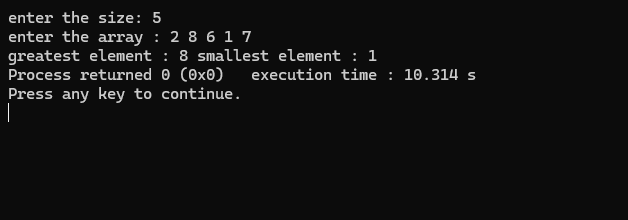 enter the size: 5
enter the array : 2 8 6 1 7
greatest element : 8 smallest element : 1
Process returned 0 (0x0)   execution time : 10.314 s
Press any key to continue.